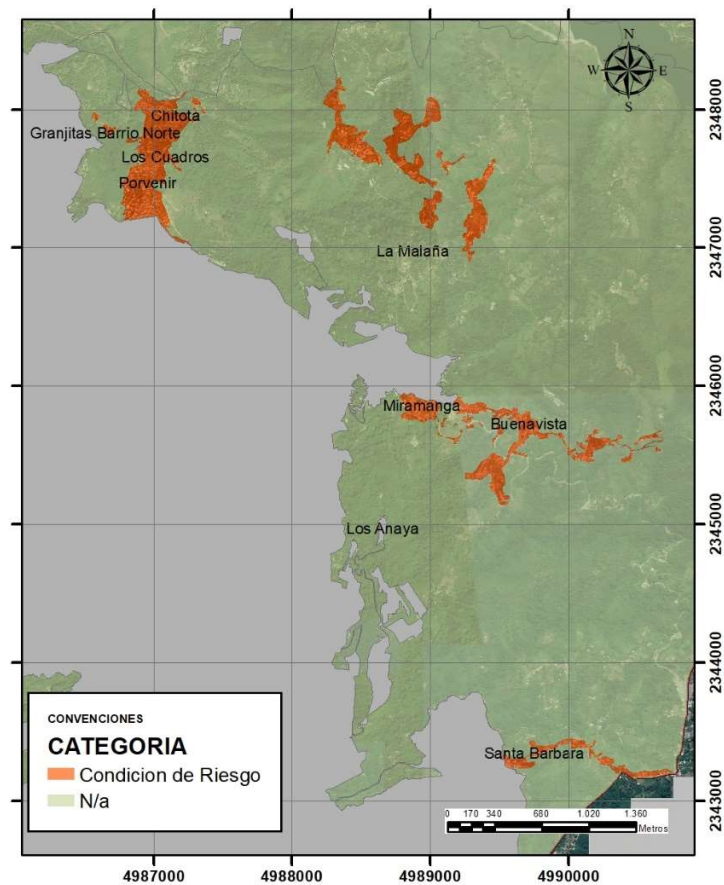 N
W E
S
Chitota
Granjitas Barrio Norte
Los Cuadros
Porvenir
La Malaña
Miramanga
Buenavista
Los Anaya
Santa Barbara
2348000
2347000
2346000
2345000
2344000
2343000
CONVENCIONES
CATEGORIA
Condicion de Riesgo
N/a
0 170 340 680 1.020 1.360
Metros
4987000 4988000 4989000 4990000